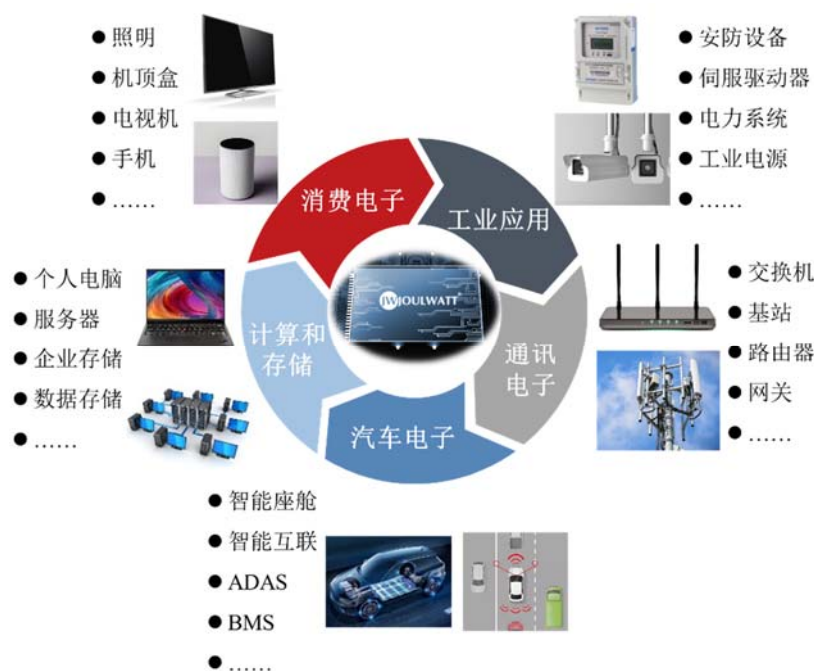 ● 照明
● 机顶盒
● 电视机
● 手机
● ……
● 安防设备
● 伺服驱动器
● 电力系统
● 工业电源
● ……
消费电子
工业应用
● 个人电脑
● 服务器
● 企业存储
● 数据存储
● ……
计算和
存储
JW JOULWATT
通讯
电子
● 交换机
● 基站
● 路由器
● 网关
● ……
汽车电子
● 智能座舱
● 智能互联
● ADAS
● BMS
● ……